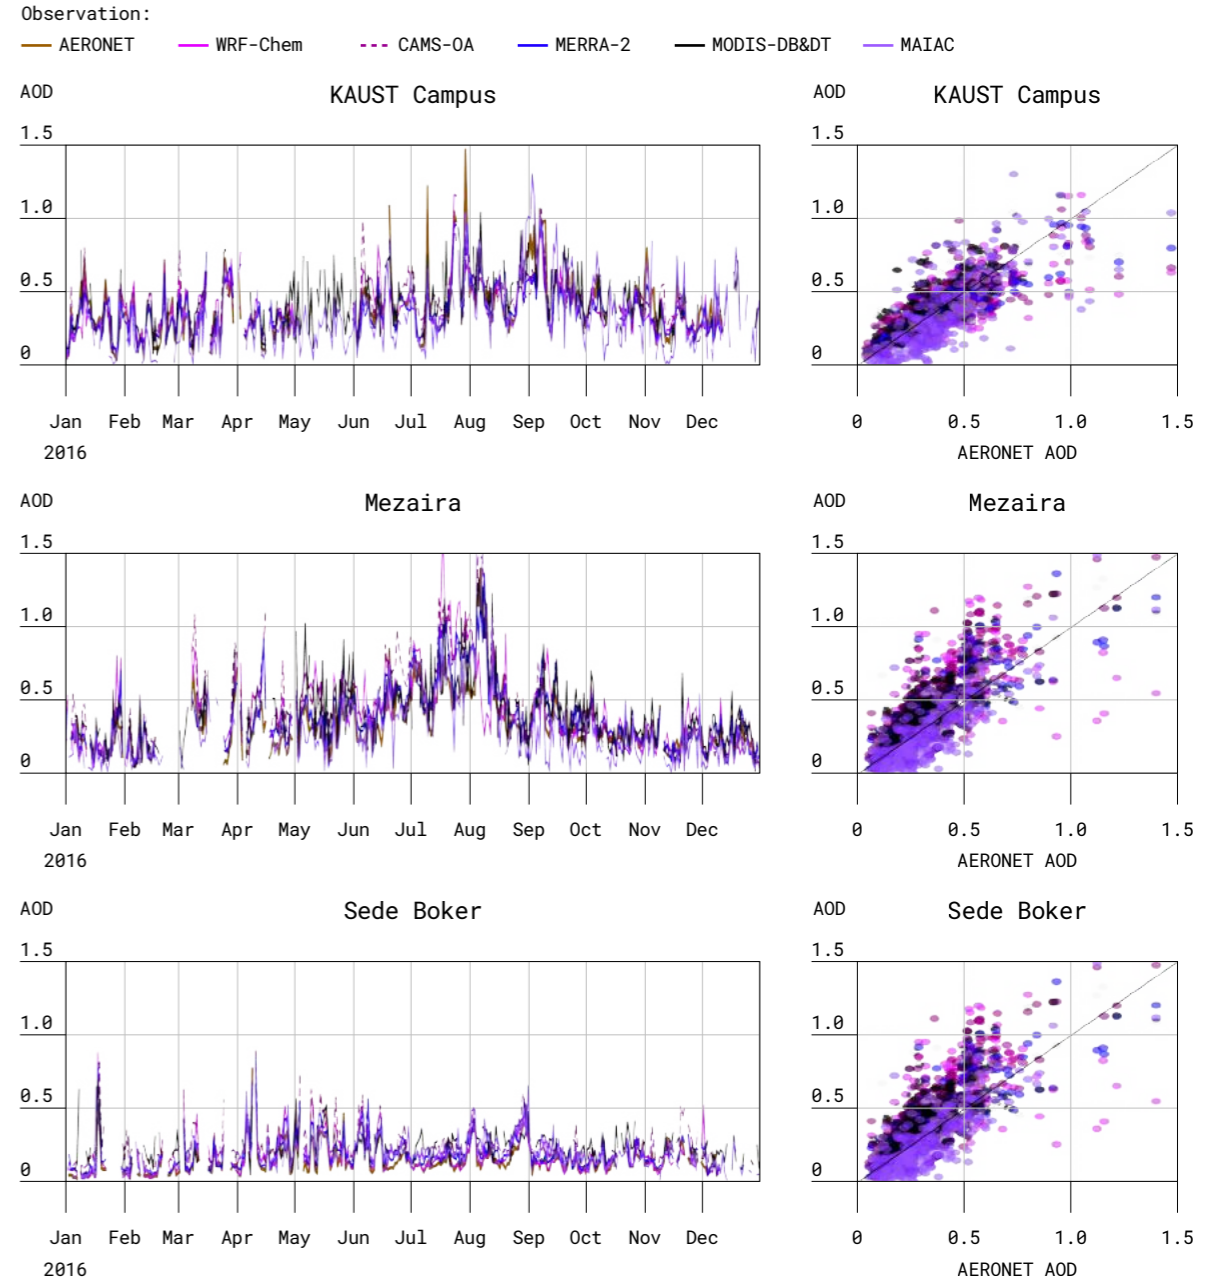 Observation:
AERONET WRF-Chem CAMS-OA MERRA-2 MODIS-DB&DT MAIAC
AOD KAUST Campus AOD KAUST Campus
1.5 1.5
1.0 1.0
0.5 0.5
0 0
Jan Feb Mar Apr May Jun Jul Aug Sep Oct Nov Dec 0 0.5 1.0 1.5
2016 AERONET AOD
AOD Mezaira AOD Mezaira
1.5 1.5
1.0 1.0
0.5 0.5
0 0
Jan Feb Mar Apr May Jun Jul Aug Sep Oct Nov Dec 0 0.5 1.0 1.5
2016 AERONET AOD
AOD Sede Boker AOD Sede Boker
1.5 1.5
1.0 1.0
0.5 0.5
0 0
Jan Feb Mar Apr May Jun Jul Aug Sep Oct Nov Dec 0 0.5 1.0 1.5
2016 AERONET AOD